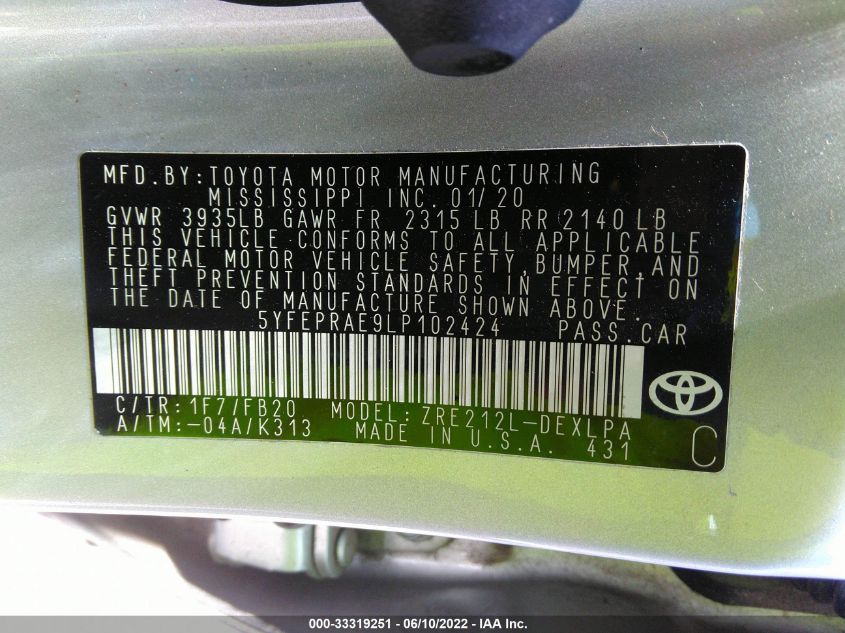 MFD. BY: TOYOTA MOTOR MANUFACTURING
MISSISSIPPI INC. 01/20
GVWR 3935LB GAWR FR 2315 LB RR 2140 LB
THIS VEHICLE CONFORMS TO ALL APPLICABLE
FEDERAL MOTOR VEHICLE SAFETY, BUMPER, AND
THEFT PREVENTION STANDARDS IN EFFECT ON
THE DATE OF MANUFACTURE SHOWN ABOVE.
5YFEPRAE9LP102424 PASS. CAR
C/TR: 1F7/FB20 MODEL: ZRE212L-DEXLPA
A/TM: -04A/K313 MADE IN U.S.A. 431
C
000-33319251 - 06/10/2022 - IAA Inc.